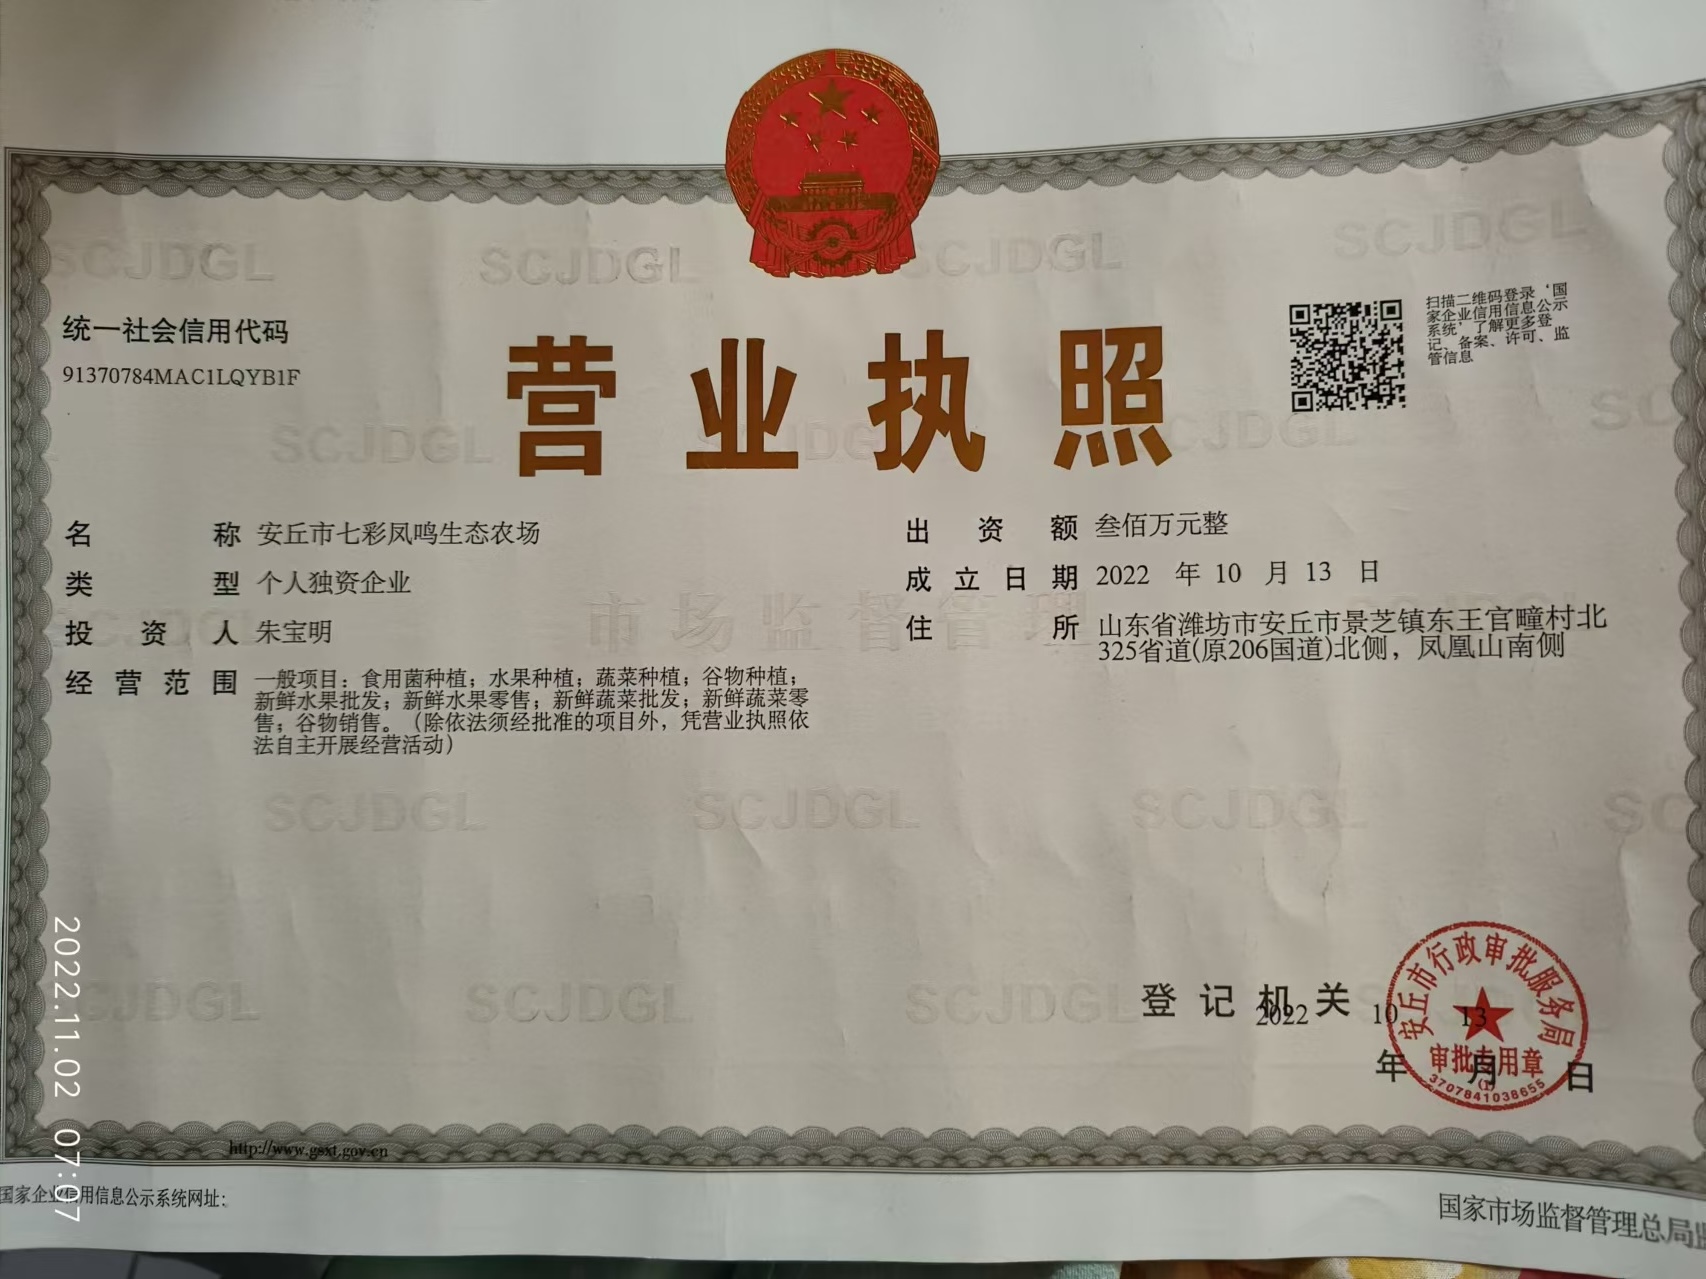 统一社会信用代码
91370784MAC1LQYB1F
营业执照
扫描二维码登录‘国
家企业信用信息公示
系统’了解更多登
记、备案、许可、监
管信息
名称 安丘市七彩凤鸣生态农场
类型 个人独资企业
投资人 朱宝明
经营范围 一般项目：食用菌种植；水果种植；蔬菜种植；谷物种植；
新鲜水果批发；新鲜水果零售；新鲜蔬菜批发；新鲜蔬菜零
售；谷物销售。（除依法须经批准的项目外，凭营业执照依
法自主开展经营活动）
出资额 叁佰万元整
成立日期 2022 年 10 月 13 日
住所 山东省潍坊市安丘市景芝镇东王官疃村北
325省道(原206国道)北侧，凤凰山南侧
SCJDGL
市场监督管理
登记机关
2022 10 13
年 月 日
安丘市行政审批服务局
审批专用章
(1)
3707841038655
2022.11.02 07:07
http://www.gsxt.gov.cn
国家企业信用信息公示系统网址：
国家市场监督管理总局监